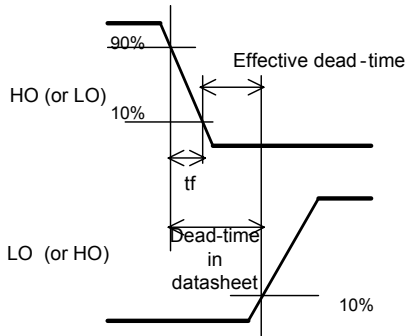 90%
Effective dead-time
HO (or LO)
10%
tf
Dead-time
in
datasheet
LO (or HO)
10%